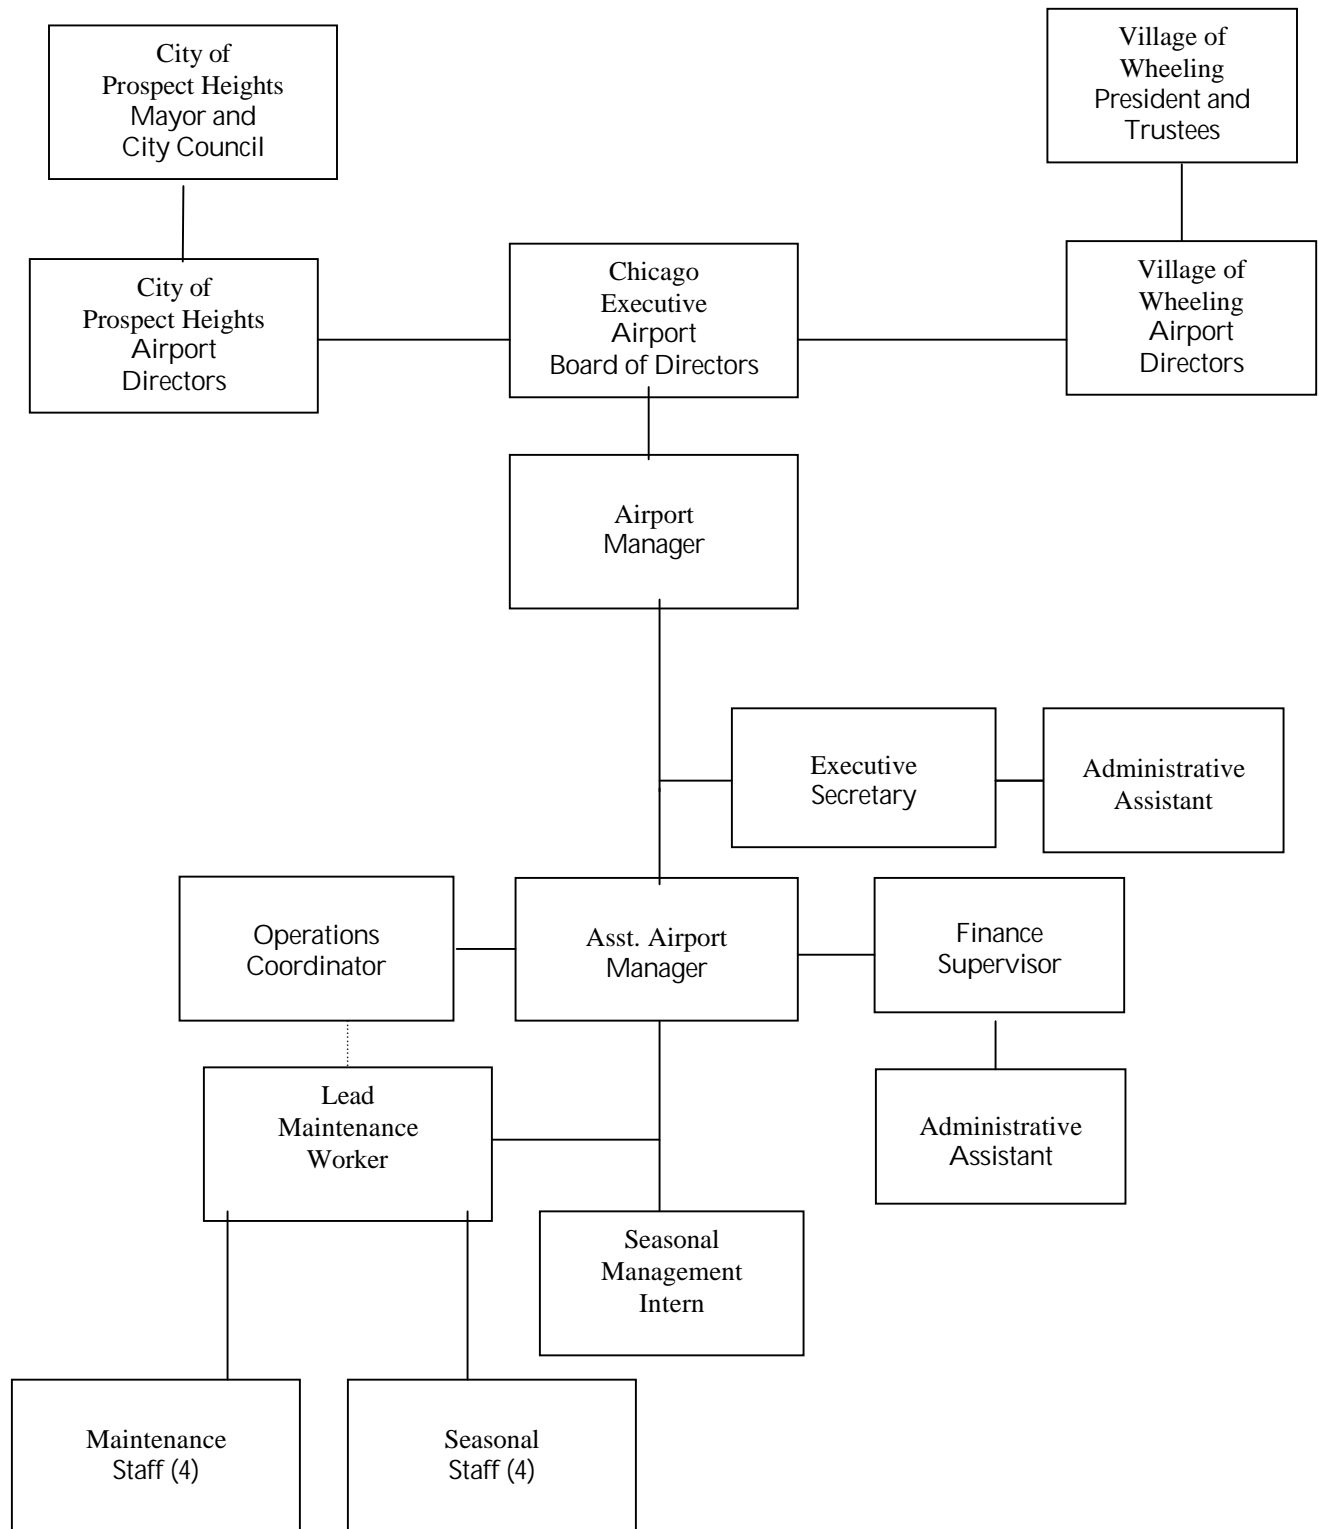 City of
Prospect Heights
Mayor and
City Council
Village of
Wheeling
President and
Trustees
City of
Prospect Heights
Airport
Directors
Chicago
Executive
Airport
Board of Directors
Village of
Wheeling
Airport
Directors
Airport
Manager
Executive
Secretary
Administrative
Assistant
Operations
Coordinator
Asst. Airport
Manager
Finance
Supervisor
Lead
Maintenance
Worker
Administrative
Assistant
Seasonal
Management
Intern
Maintenance
Staff (4)
Seasonal
Staff (4)